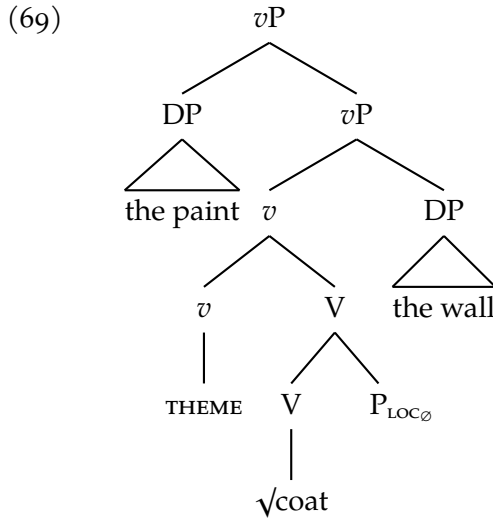 (69) vP
DP vP
the paint v DP
v V the wall
THEME V P_LOC∅
√coat